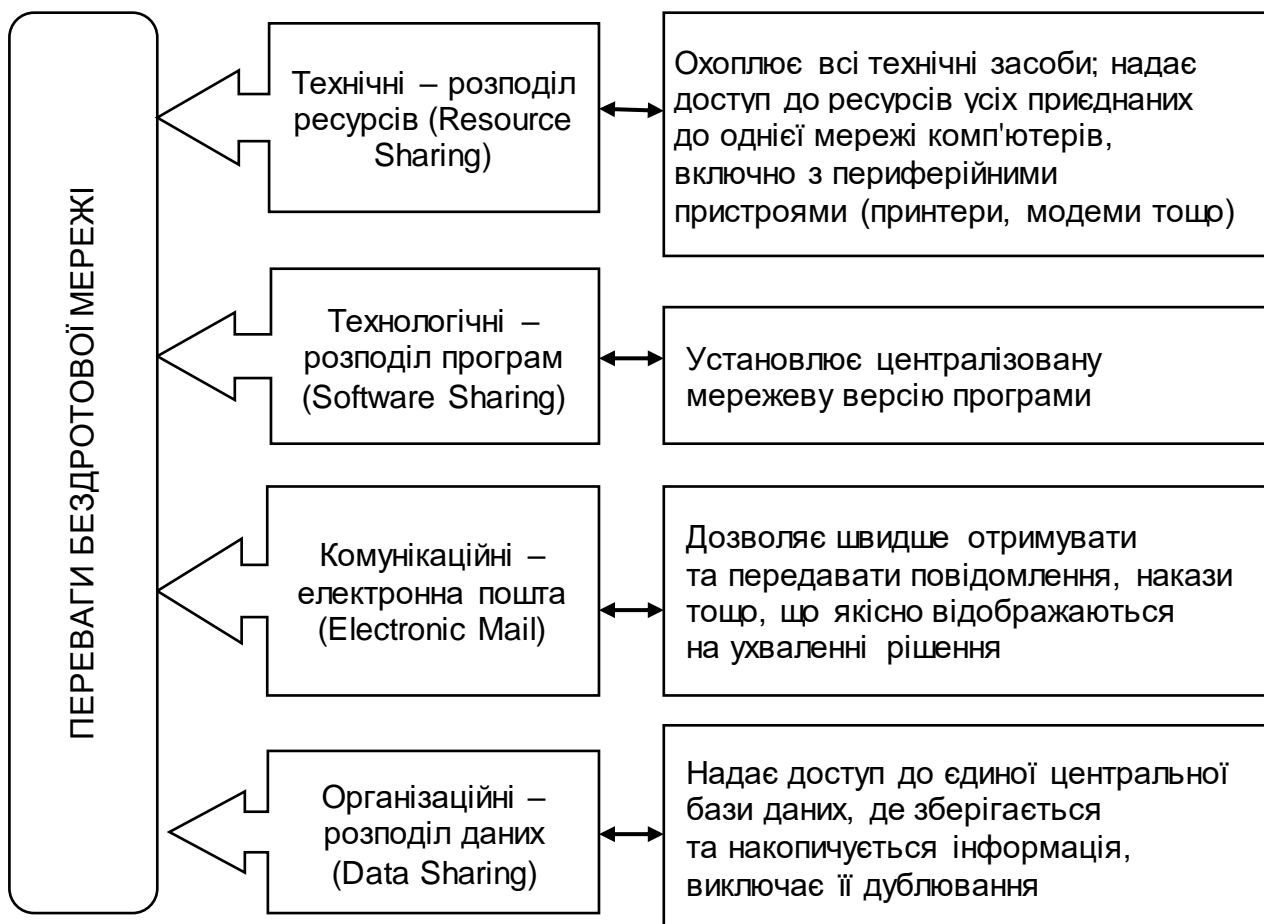 ПЕРЕВАГИ БЕЗДРОТОВОЇ МЕРЕЖІ
Технічні – розподіл
ресурсів (Resource
Sharing)
Охоплює всі технічні засоби; надає
доступ до ресурсів усіх приєднаних
до однієї мережі комп'ютерів,
включно з периферійними
пристроями (принтери, модеми тощо)
Технологічні –
розподіл програм
(Software Sharing)
Установлює централізовану
мережеву версію програми
Комунікаційні –
електронна пошта
(Electronic Mail)
Дозволяє швидше отримувати
та передавати повідомлення, накази
тощо, що якісно відображаються
на ухваленні рішення
Організаційні –
розподіл даних
(Data Sharing)
Надає доступ до єдиної центральної
бази даних, де зберігається
та накопичується інформація,
виключає її дублювання